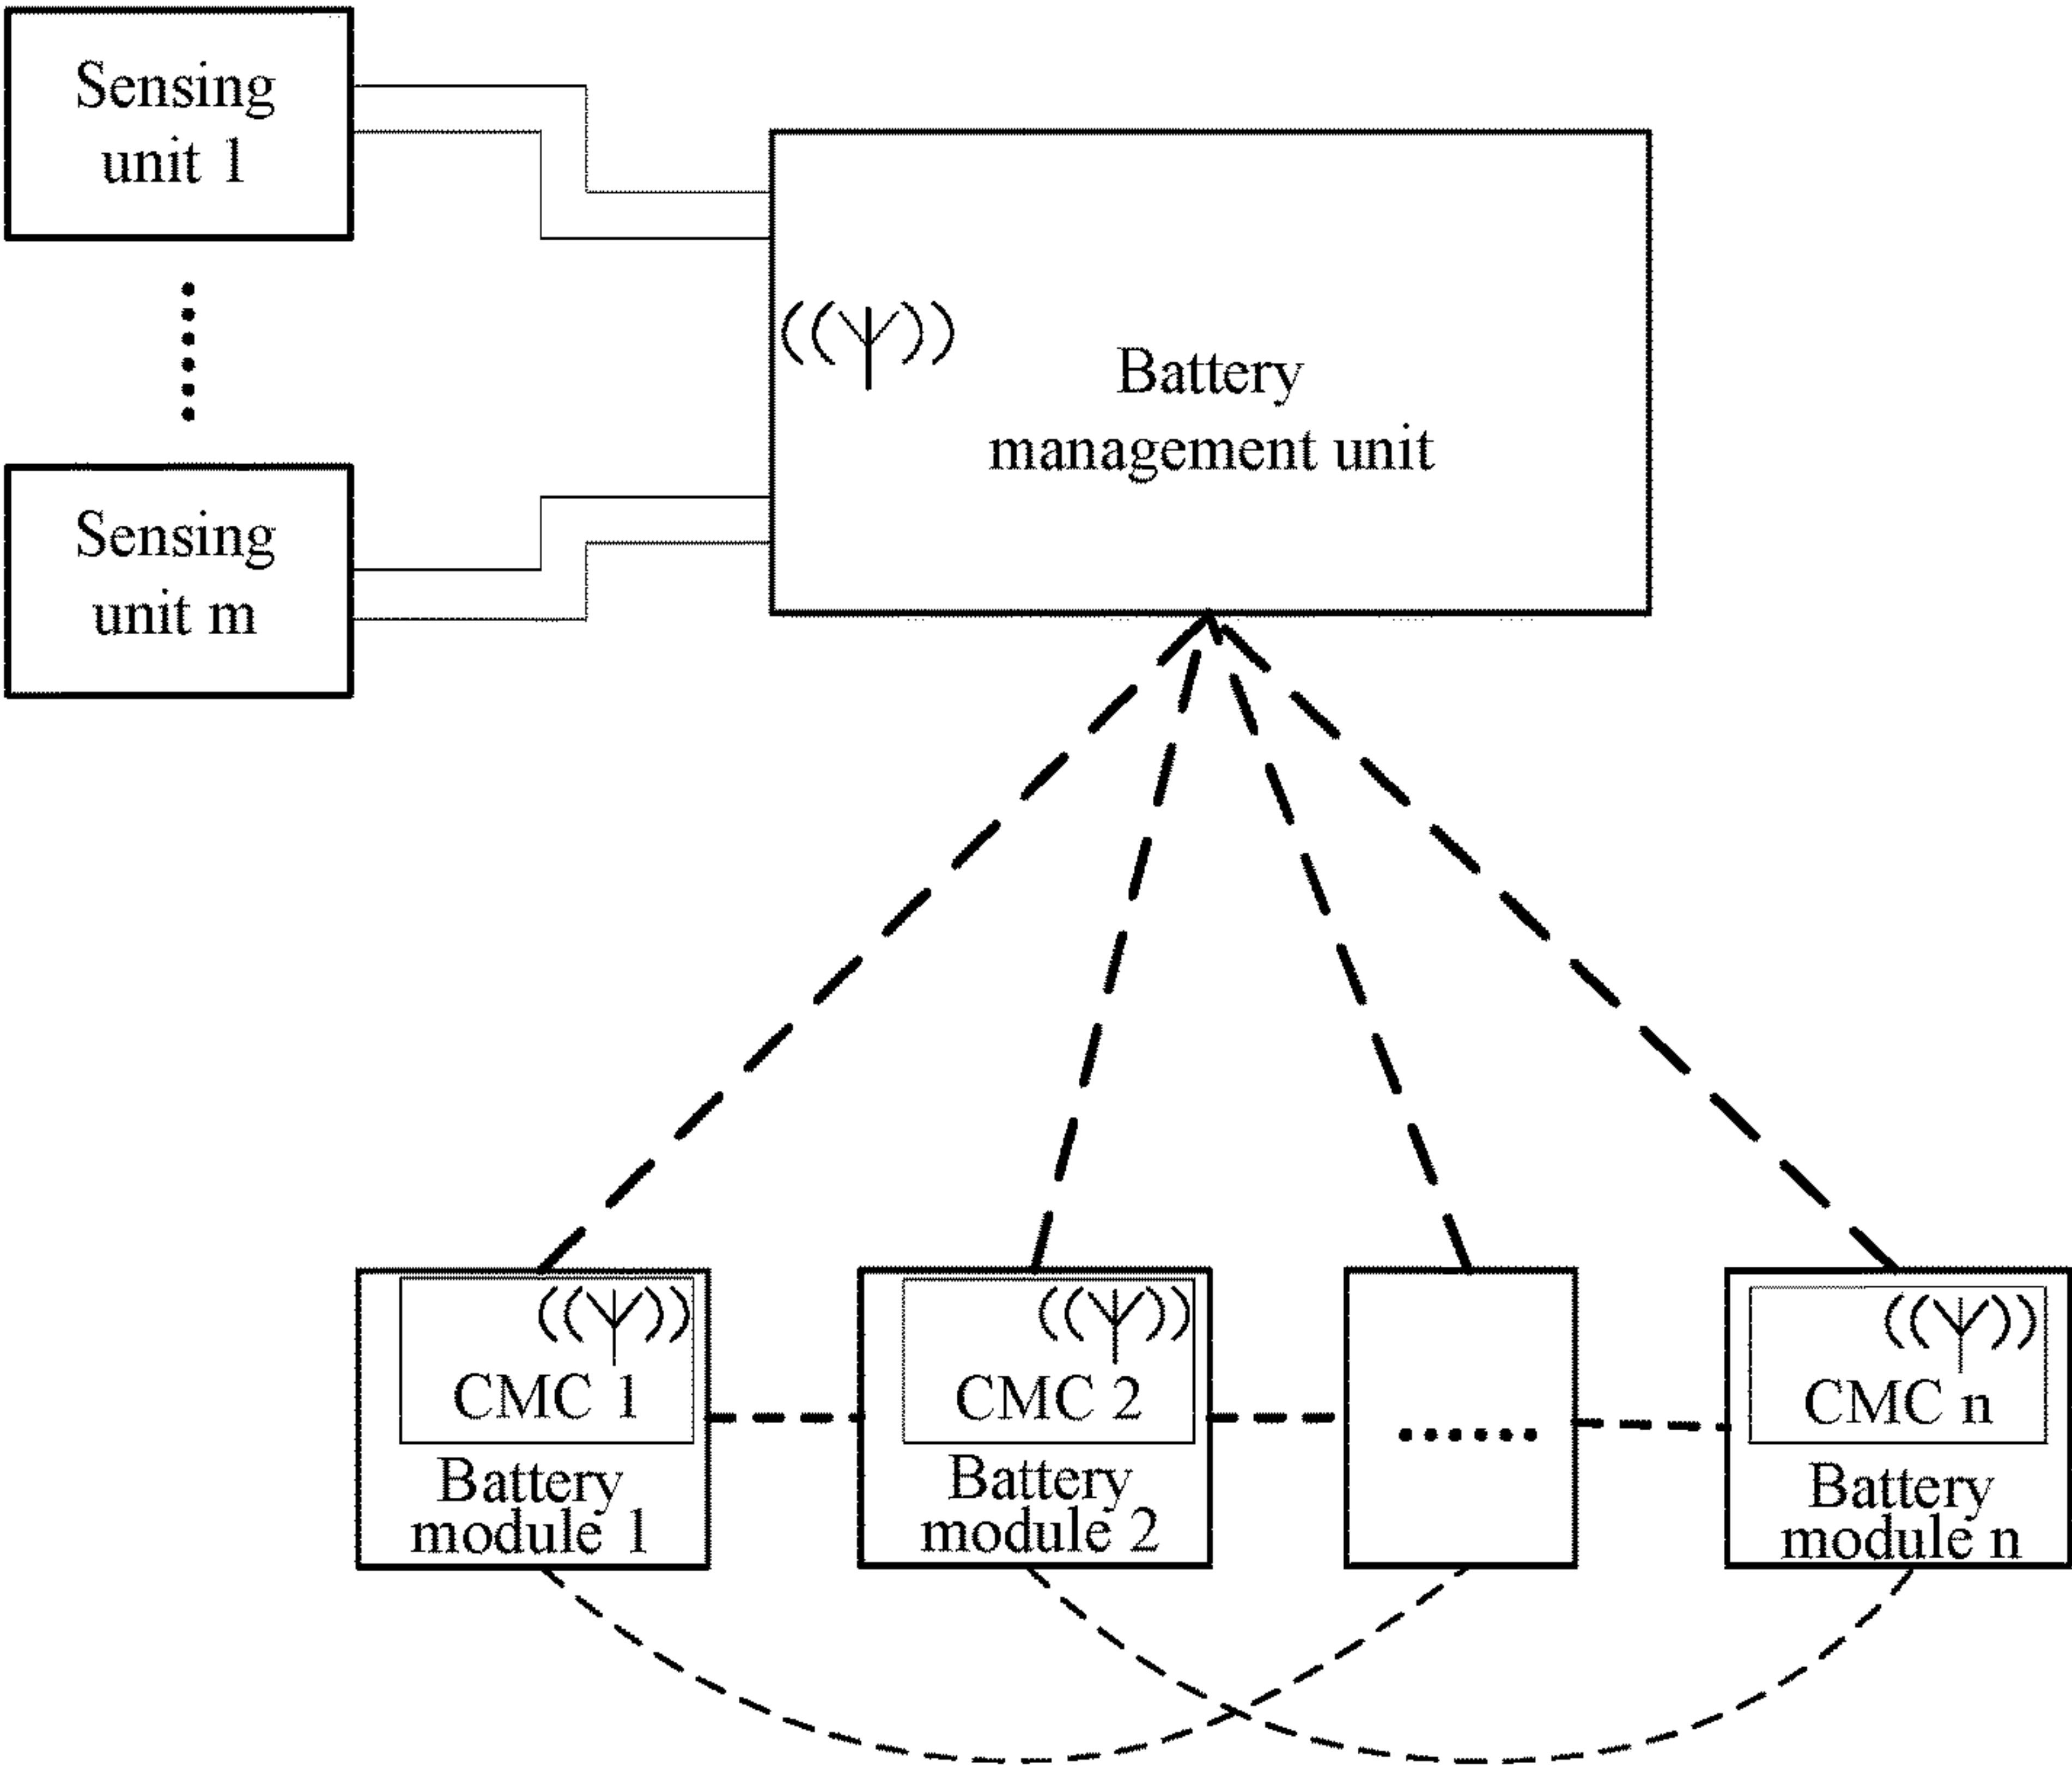 Sensing
unit 1
Battery
management unit
Sensing
unit m
CMC 1
Battery
module 1
CMC 2
Battery
module 2
......
CMC n
Battery
module n